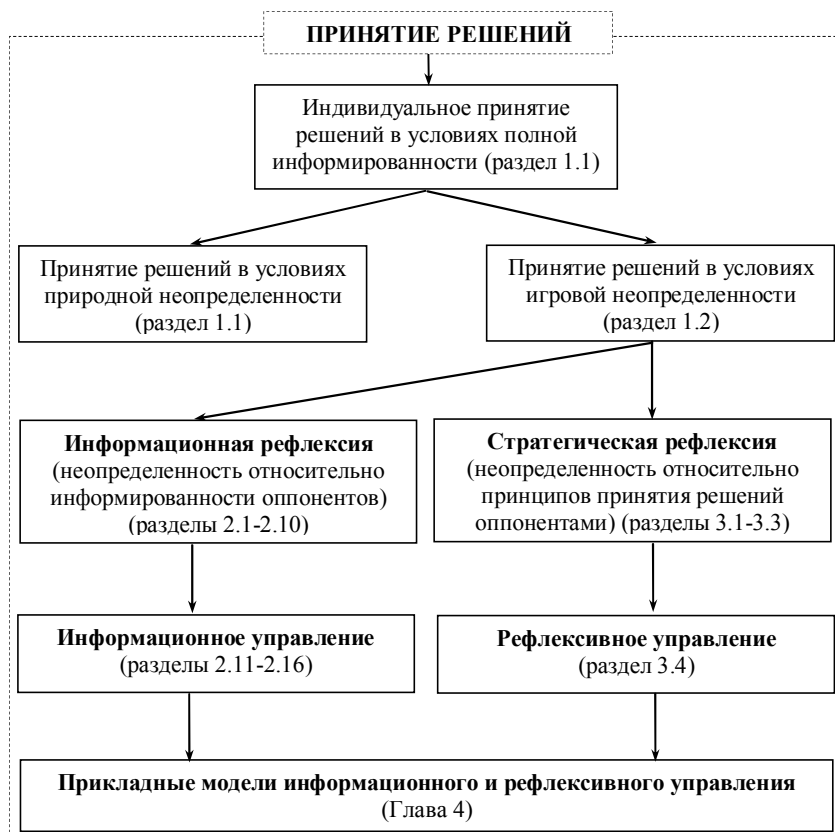 ПРИНЯТИЕ РЕШЕНИЙ
Индивидуальное принятие
решений в условиях полной
информированности (раздел 1.1)
Принятие решений в условиях
природной неопределенности
(раздел 1.1)
Принятие решений в условиях
игровой неопределенности
(раздел 1.2)
Информационная рефлексия
(неопределенность относительно
информированности оппонентов)
(разделы 2.1-2.10)
Стратегическая рефлексия
(неопределенность относительно
принципов принятия решений
оппонентами) (разделы 3.1-3.3)
Информационное управление
(разделы 2.11-2.16)
Рефлексивное управление
(раздел 3.4)
Прикладные модели информационного и рефлексивного управления
(Глава 4)